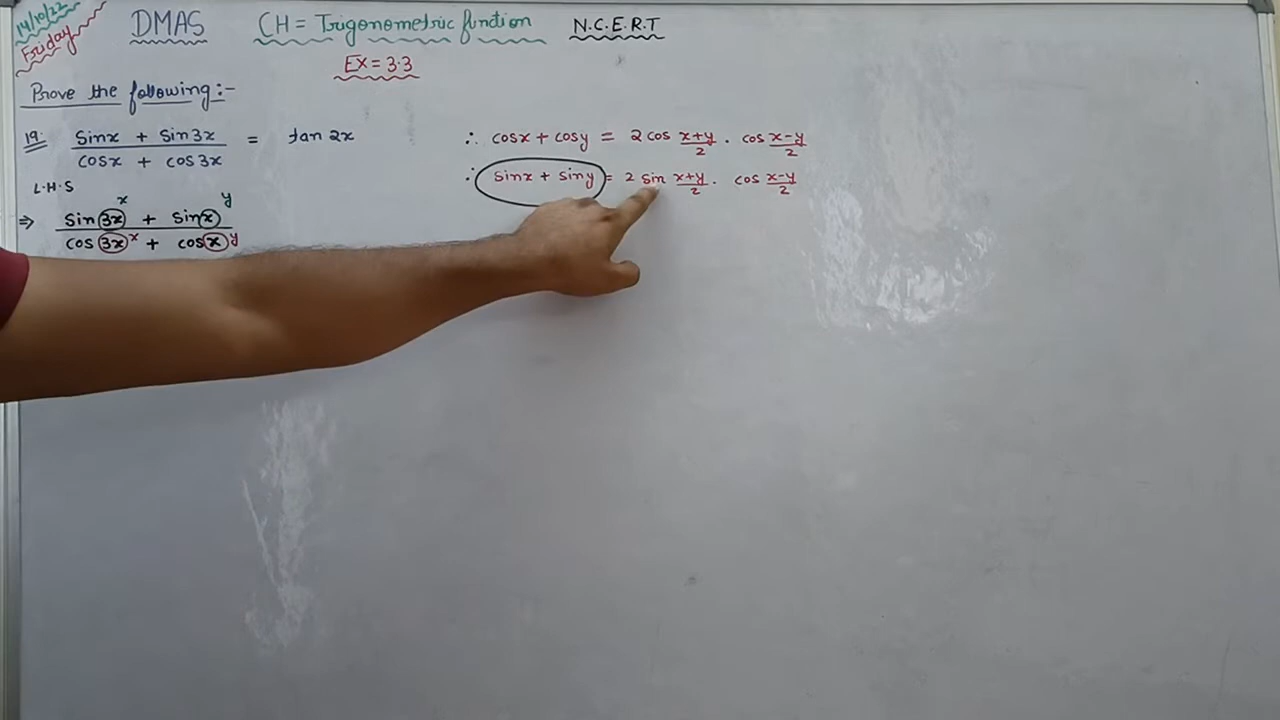 14/10/22
Friday
DMAS CH = Trigonometric function N.C.E.R.T
EX = 3.3
Prove the following :-
19. (Sinx + Sin3x)/(cosx + cos3x) = tan 2x
L.H.S
⇒ (Sin 3x + Sin x)/(cos 3x + cos x)
x y
x y
∴ cosx + cosy = 2 cos (x+y)/2 . cos (x-y)/2
∴ sinx + siny = 2 sin (x+y)/2 . cos (x-y)/2